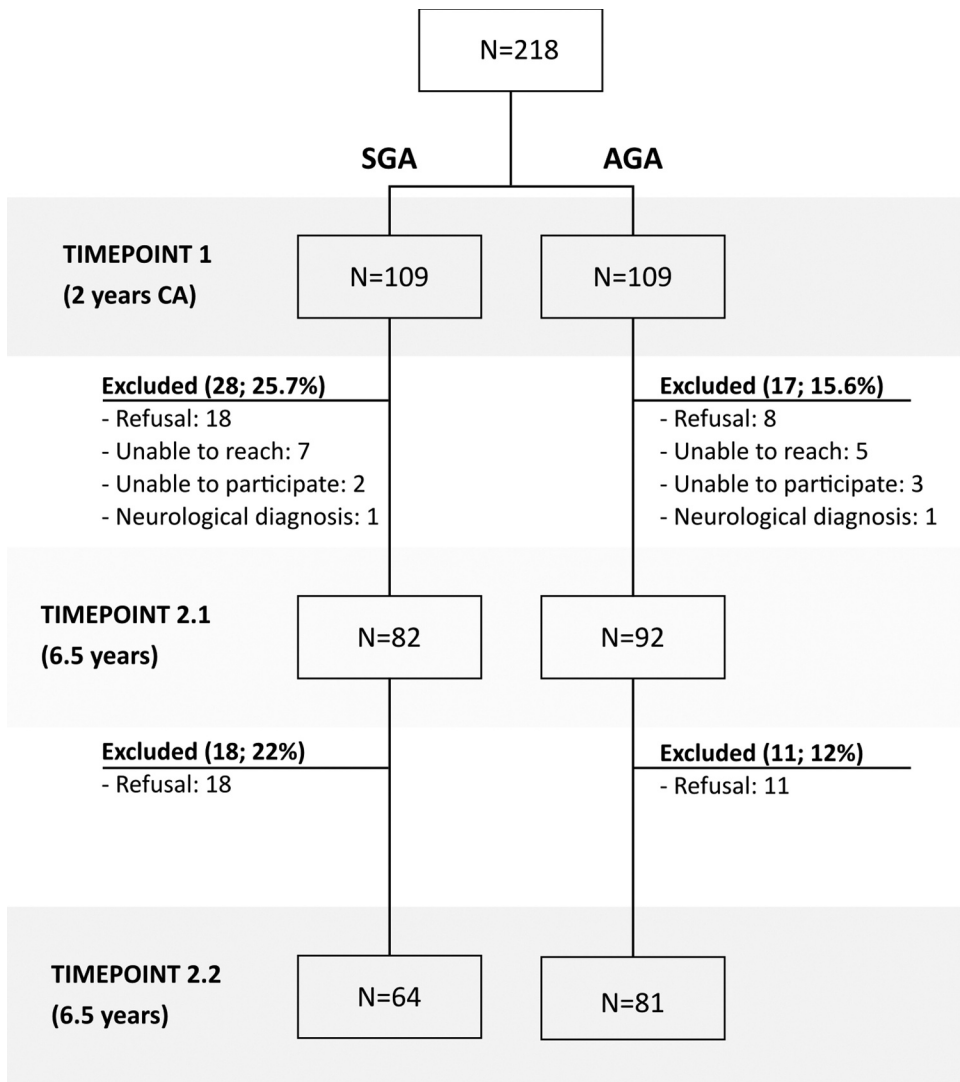 N=218
SGA
AGA
TIMEPOINT 1
(2 years CA)
N=109
N=109
Excluded (28; 25.7%)
- Refusal: 18
- Unable to reach: 7
- Unable to participate: 2
- Neurological diagnosis: 1
Excluded (17; 15.6%)
- Refusal: 8
- Unable to reach: 5
- Unable to participate: 3
- Neurological diagnosis: 1
TIMEPOINT 2.1
(6.5 years)
N=82
N=92
Excluded (18; 22%)
- Refusal: 18
Excluded (11; 12%)
- Refusal: 11
TIMEPOINT 2.2
(6.5 years)
N=64
N=81